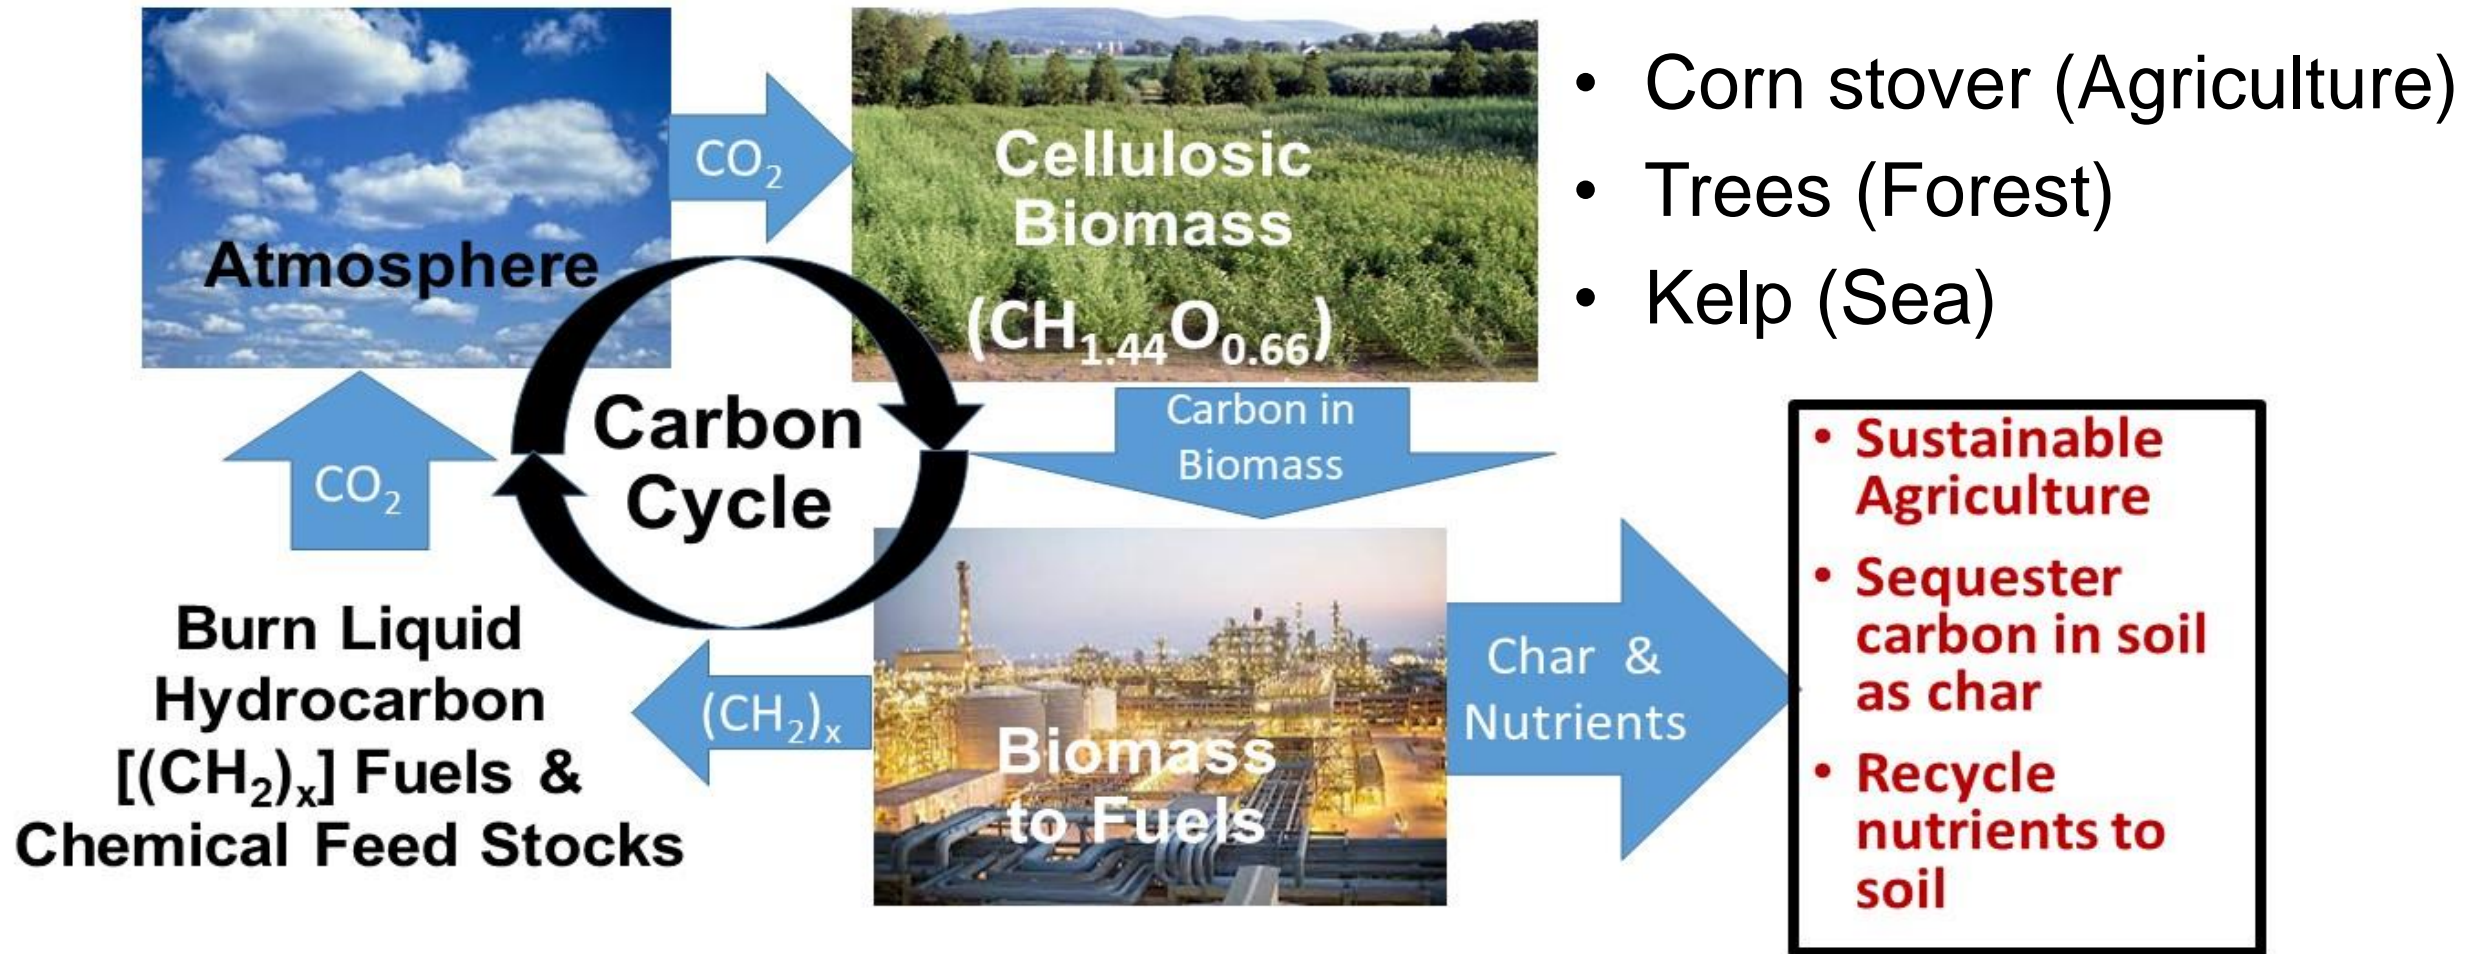 Atmosphere
CO₂
Cellulosic
Biomass
(CH₁.₄₄O₀.₆₆)
• Corn stover (Agriculture)
• Trees (Forest)
• Kelp (Sea)
Carbon
Cycle
Carbon in
Biomass
CO₂
Burn Liquid
Hydrocarbon
[(CH₂)ₓ] Fuels &
Chemical Feed Stocks
(CH₂)ₓ
Biomass
to Fuels
Char &
Nutrients
• Sustainable
Agriculture
• Sequester
carbon in soil
as char
• Recycle
nutrients to
soil